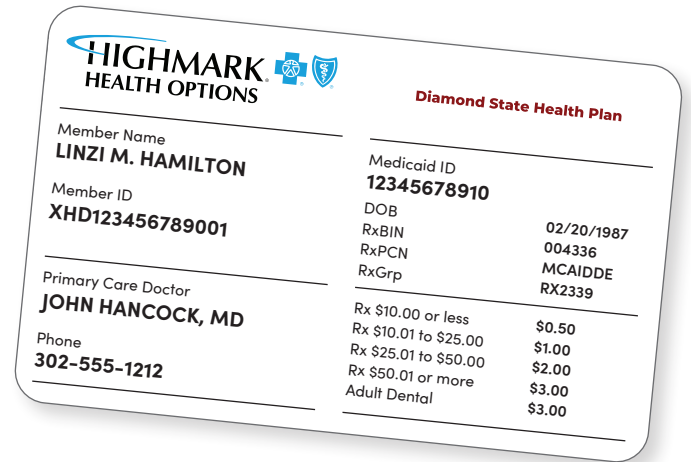 HIGHMARK
HEALTH OPTIONS
Diamond State Health Plan
Member Name
LINZI M. HAMILTON
Member ID
XHD123456789001
Primary Care Doctor
JOHN HANCOCK, MD
Phone
302-555-1212
Medicaid ID
12345678910
DOB 02/20/1987
RxBIN 004336
RxPCN MCAIDDE
RxGrp RX2339
Rx $10.00 or less $0.50
Rx $10.01 to $25.00 $1.00
Rx $25.01 to $50.00 $2.00
Rx $50.01 or more $3.00
Adult Dental $3.00